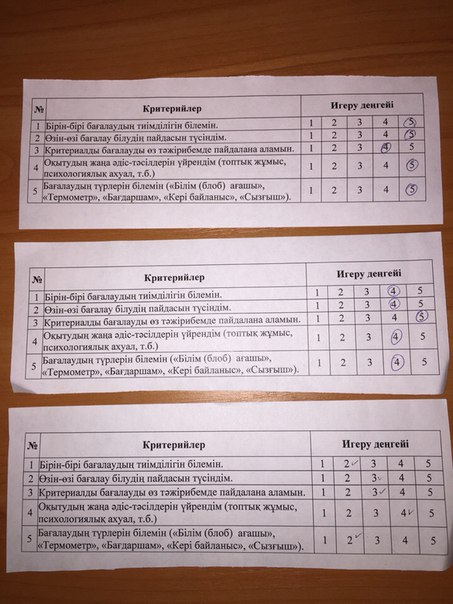 № Критерийлер Игеру деңгейі
1 Бірін-бірі бағалаудың тиімділігін білемін. 1 2 3 4 5
2 Өзін-өзі бағалау білудің пайдасын түсіндім. 1 2 3 4 5
3 Критериалды бағалауды өз тәжірибемде пайдалана аламын. 1 2 3 4 5
4 Оқытудың жаңа әдіс-тәсілдерін үйрендім (топтық жұмыс, 1 2 3 4 5
психологиялық ахуал, т.б.)
5 Бағалаудың түрлерін білемін («Білім (блоб) ағашы», 1 2 3 4 5
«Термометр», «Бағдаршам», «Кері байланыс», «Сызғыш»).
№ Критерийлер Игеру деңгейі
1 Бірін-бірі бағалаудың тиімділігін білемін. 1 2 3 4 5
2 Өзін-өзі бағалау білудің пайдасын түсіндім. 1 2 3 4 5
3 Критериалды бағалауды өз тәжірибемде пайдалана аламын. 1 2 3 4 5
4 Оқытудың жаңа әдіс-тәсілдерін үйрендім (топтық жұмыс, 1 2 3 4 5
психологиялық ахуал, т.б.)
5 Бағалаудың түрлерін білемін («Білім (блоб) ағашы», 1 2 3 4 5
«Термометр», «Бағдаршам», «Кері байланыс», «Сызғыш»).
№ Критерийлер Игеру деңгейі
1 Бірін-бірі бағалаудың тиімділігін білемін. 1 2 3 4 5
2 Өзін-өзі бағалау білудің пайдасын түсіндім. 1 2 3 4 5
3 Критериалды бағалауды өз тәжірибемде пайдалана аламын. 1 2 3 4 5
4 Оқытудың жаңа әдіс-тәсілдерін үйрендім (топтық жұмыс, 1 2 3 4 5
психологиялық ахуал, т.б.)
5 Бағалаудың түрлерін білемін («Білім (блоб) ағашы», 1 2 3 4 5
«Термометр», «Бағдаршам», «Кері байланыс», «Сызғыш»).